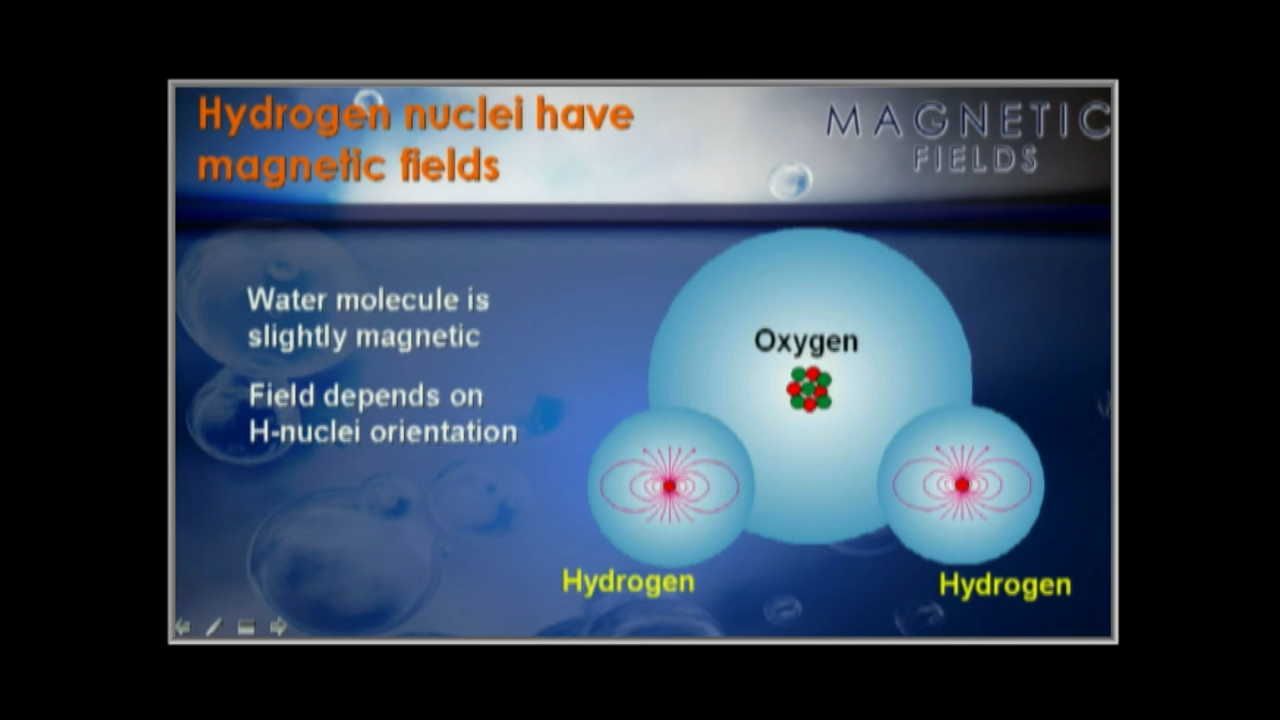 Hydrogen nuclei have
magnetic fields
MAGNETIC
FIELDS
Water molecule is
slightly magnetic
Field depends on
H-nuclei orientation
Oxygen
Hydrogen
Hydrogen